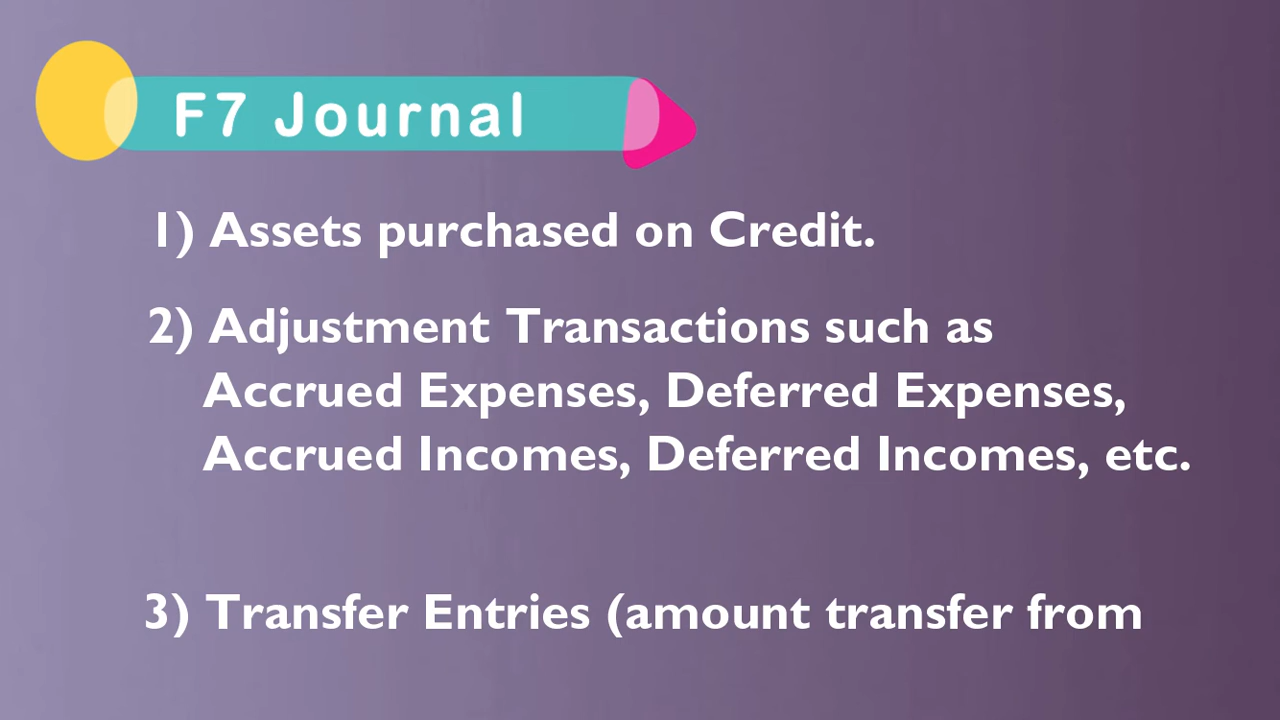 F7 Journal
1) Assets purchased on Credit.
2) Adjustment Transactions such as
Accrued Expenses, Deferred Expenses,
Accrued Incomes, Deferred Incomes, etc.
3) Transfer Entries (amount transfer from